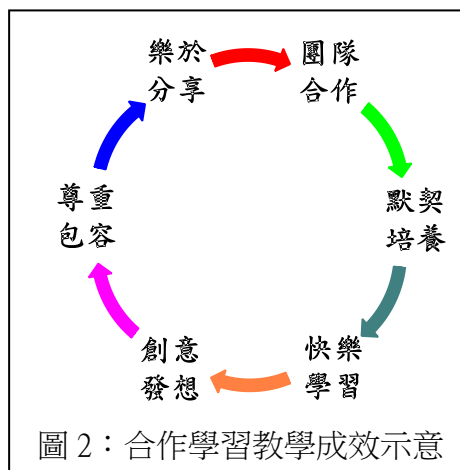 樂於
分享
團隊
合作
默契
培養
快樂
學習
創意
發想
尊重
包容
圖 2：合作學習教學成效示意